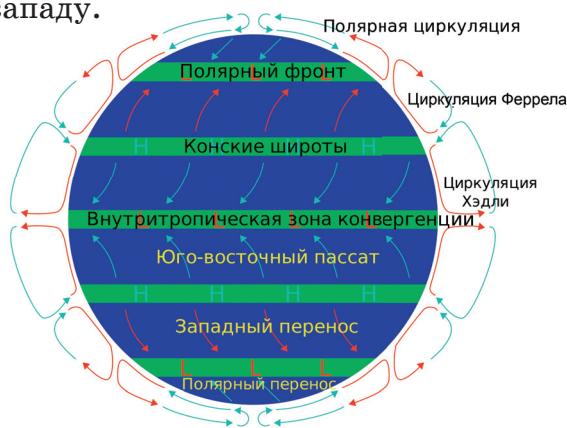 западу.
Полярная циркуляция
Полярный фронт
L L L
Циркуляция Феррела
Конские широты
H H H H
Циркуляция
Хэдли
Внутритропическая зона конвергенции
L L L L
Юго-восточный пассат
H H H H
Западный перенос
L L L
Полярный перенос